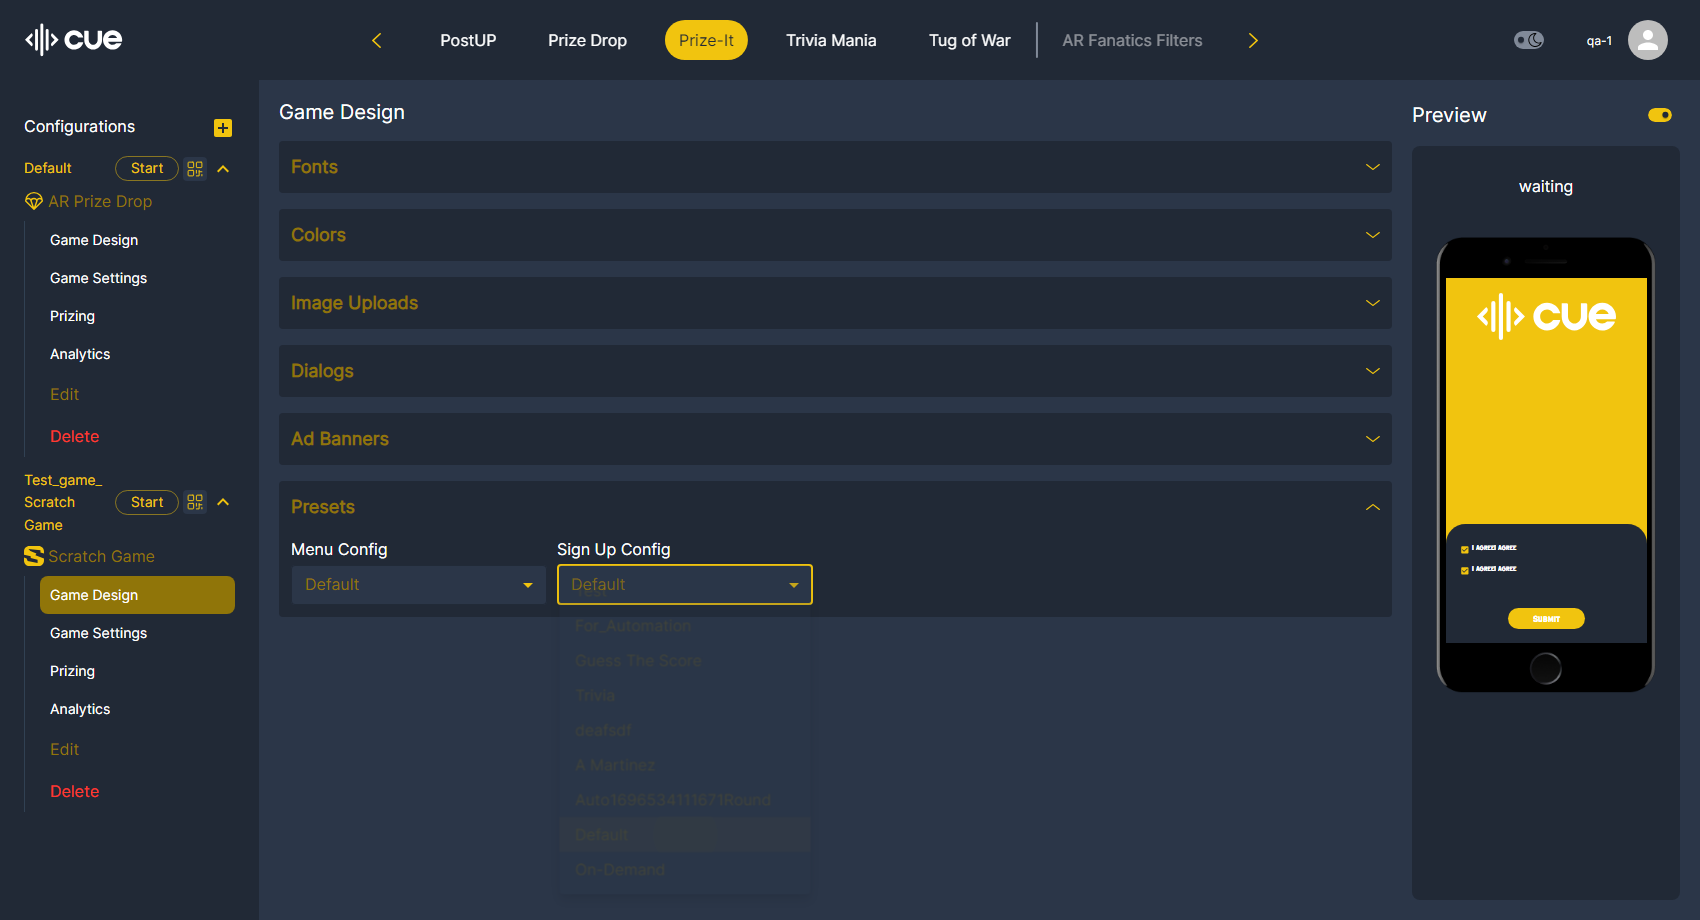 cue
PostUP
Prize Drop
Prize-It
Trivia Mania
Tug of War
AR Fanatics Filters
qa-1
Configurations
Default
Start
AR Prize Drop
Game Design
Game Settings
Prizing
Analytics
Edit
Delete
Test_game_
Scratch
Game
Start
Scratch Game
Game Design
Game Settings
Prizing
Analytics
Edit
Delete
Game Design
Fonts
Colors
Image Uploads
Dialogs
Ad Banners
Presets
Menu Config
Default
Sign Up Config
Default
Test
For_Automation
Guess The Score
Trivia
deafsdf
A Martinez
Auto1696534111671Round
Default
On-Demand
Preview
waiting
cue
I AGREEI AGREE
I AGREEI AGREE
SUBMIT